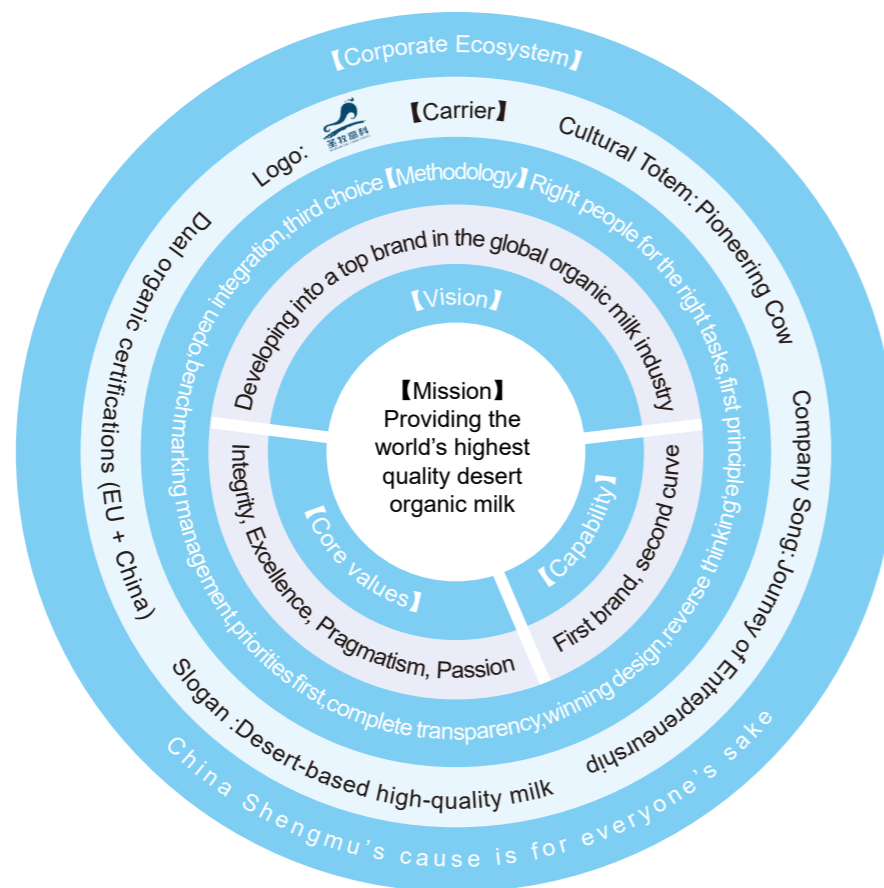 【Corporate Ecosystem】
China Shengmu's cause is for everyone's sake
【Carrier】
Cultural Totem: Pioneering Cow
Company Song:Journey of Entrepreneurship
Slogan :Desert-based high-quality milk
Dual organic certifications (EU + China)
Logo:
圣牧高科
【Methodology】
Right people for the right tasks,first principle,reverse thinking,winning design,complete transparency,priorities first,benchmarking management,open integration,third choice
Developing into a top brand in the global organic milk industry
【Vision】
【Mission】
Providing the
world's highest
quality desert
organic milk
【Core values】
Integrity, Excellence, Pragmatism, Passion
【Capability】
First brand, second curve